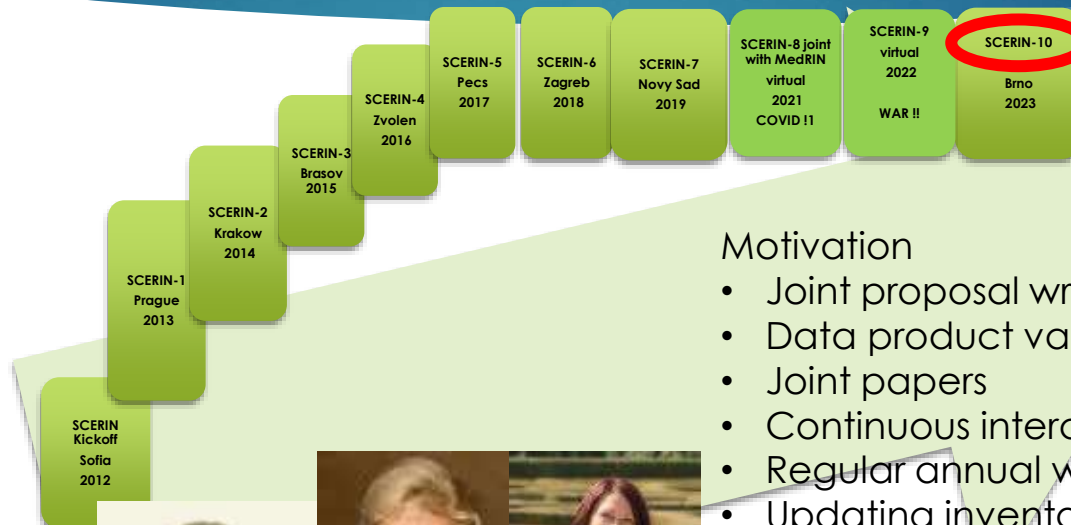 SCERIN
Kickoff
Sofia
2012
SCERIN-1
Prague
2013
SCERIN-2
Krakow
2014
SCERIN-3
Brasov
2015
SCERIN-4
Zvolen
2016
SCERIN-5
Pecs
2017
SCERIN-6
Zagreb
2018
SCERIN-7
Novy Sad
2019
SCERIN-8 joint
with MedRIN
virtual
2021
COVID !1
SCERIN-9
virtual
2022
WAR !!
SCERIN-10
Brno
2023
Motivation
• Joint proposal wr
• Data product va
• Joint papers
• Continuous inter
• Regular annual w
• Updating invento